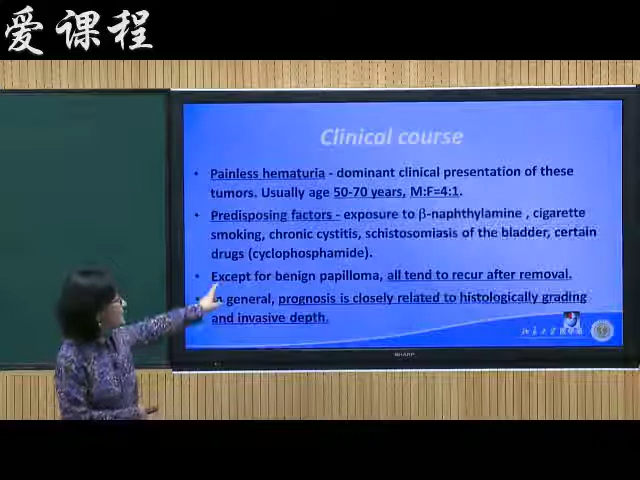 爱课程
Clinical course
• Painless hematuria - dominant clinical presentation of these
tumors. Usually age 50-70 years, M:F=4:1.
• Predisposing factors - exposure to β-naphthylamine , cigarette
smoking, chronic cystitis, schistosomiasis of the bladder, certain
drugs (cyclophosphamide).
• Except for benign papilloma, all tend to recur after removal.
• In general, prognosis is closely related to histologically grading
and invasive depth.
SHARP